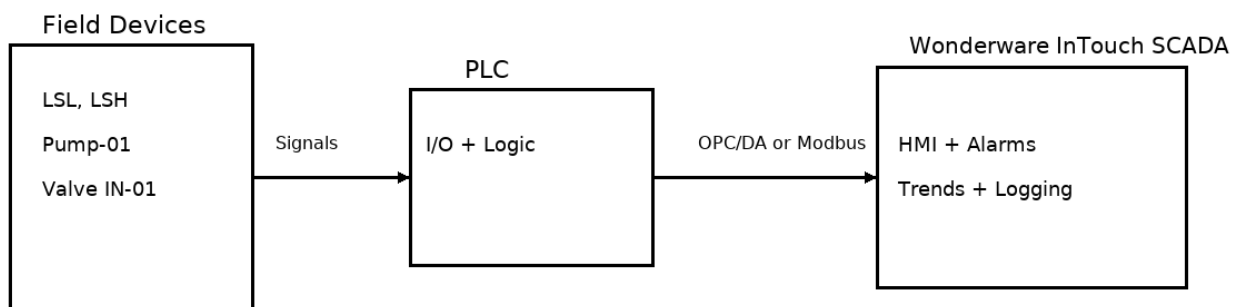 Field Devices
LSL, LSH
Pump-01
Valve IN-01
Signals
PLC
I/O + Logic
OPC/DA or Modbus
Wonderware InTouch SCADA
HMI + Alarms
Trends + Logging